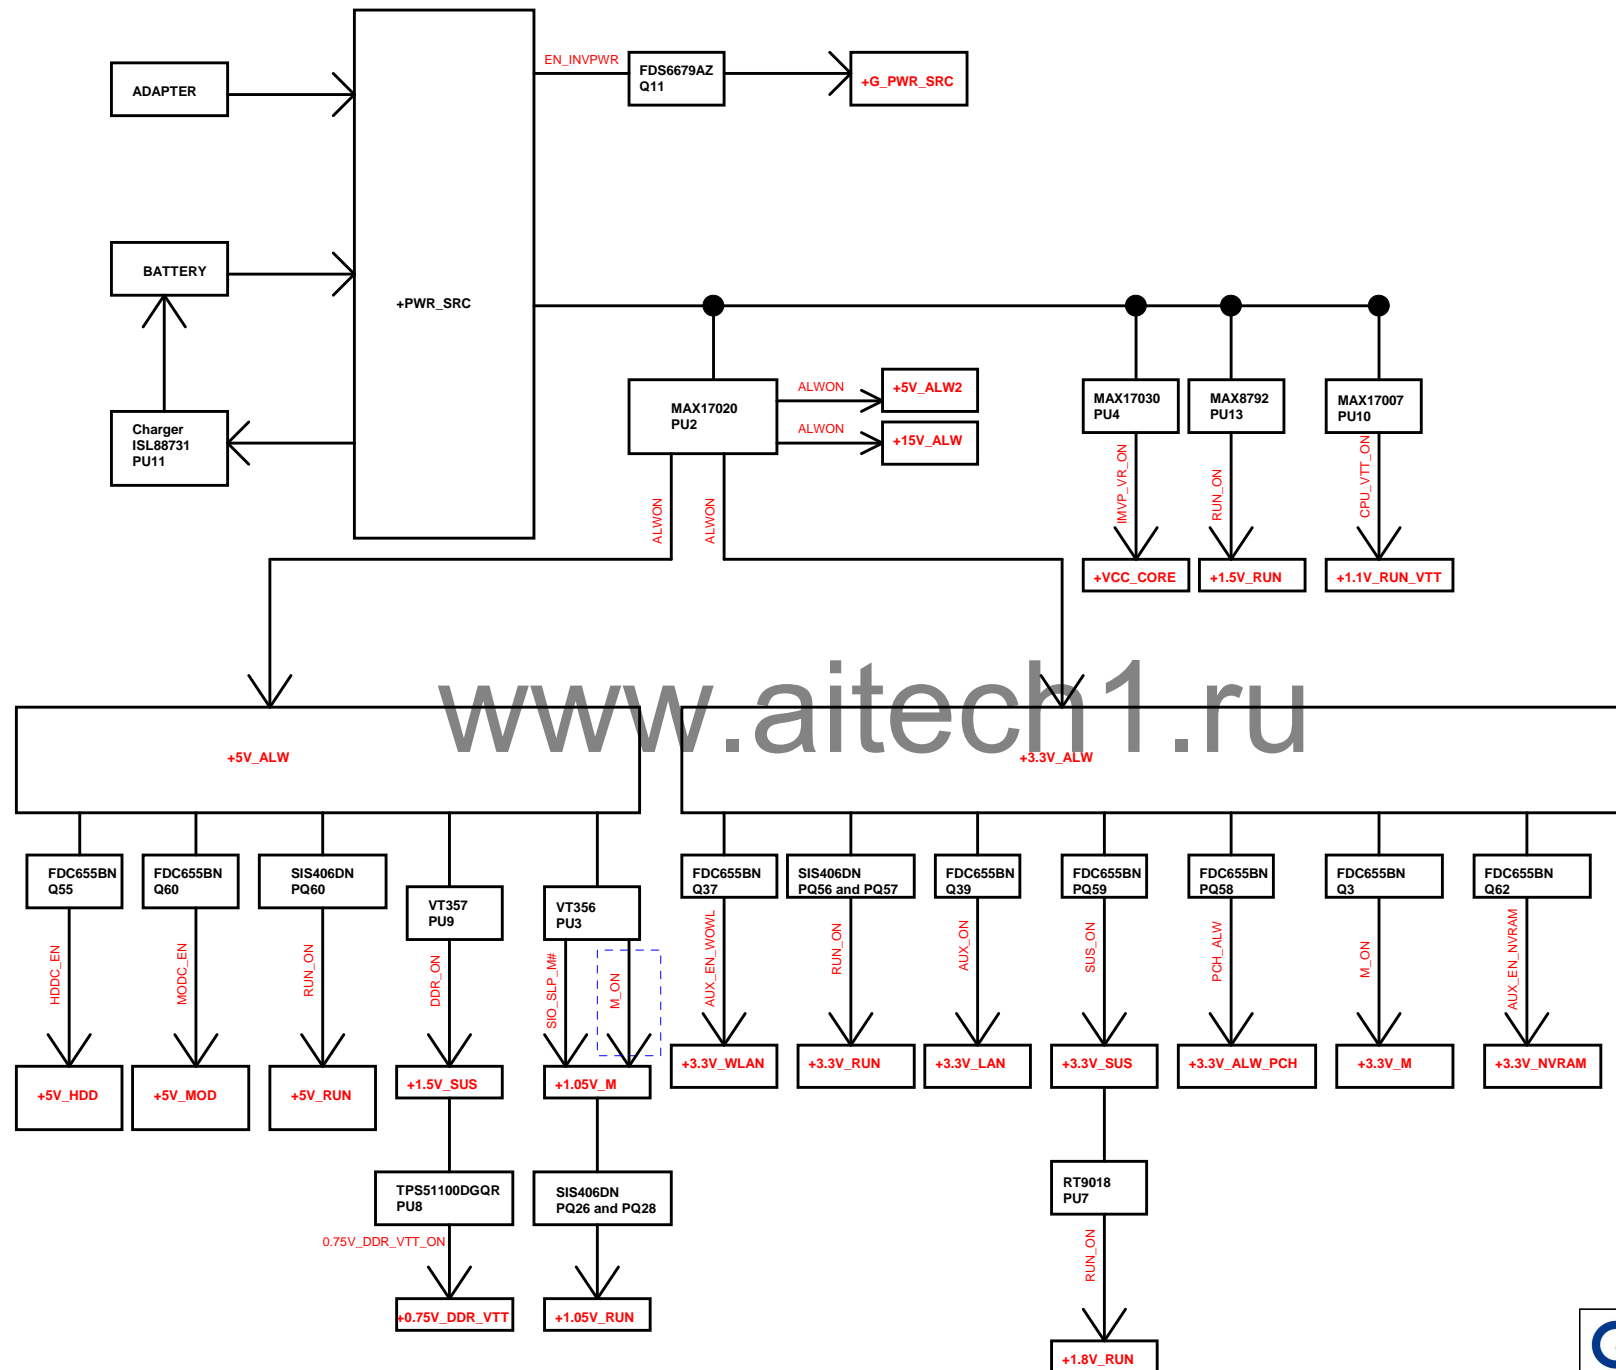 ADAPTER
EN_INVPWR
FDS6679AZ
Q11
+G_PWR_SRC
BATTERY
+PWR_SRC
Charger
ISL88731
PU11
MAX17020
PU2
ALWON
+5V_ALW2
ALWON
+15V_ALW
MAX17030
PU4
MAX8792
PU13
MAX17007
PU10
ALWON
ALWON
IMVP_VR_ON
RUN_ON
CPU_VTT_ON
+VCC_CORE
+1.5V_RUN
+1.1V_RUN_VTT
www.aitech1.ru
+5V_ALW
+3.3V_ALW
FDC655BN
Q55
FDC655BN
Q60
SIS406DN
PQ60
VT357
PU9
VT356
PU3
FDC655BN
Q37
SIS406DN
PQ56 and PQ57
FDC655BN
Q39
FDC655BN
PQ59
FDC655BN
PQ58
FDC655BN
Q3
FDC655BN
Q62
HDDC_EN
MODC_EN
RUN_ON
DDR_ON
SIO_SLP_M#
M_ON
AUX_EN_WOWL
RUN_ON
AUX_ON
SUS_ON
PCH_ALW
M_ON
AUX_EN_NVRAM
+5V_HDD
+5V_MOD
+5V_RUN
+1.5V_SUS
+1.05V_M
+3.3V_WLAN
+3.3V_RUN
+3.3V_LAN
+3.3V_SUS
+3.3V_ALW_PCH
+3.3V_M
+3.3V_NVRAM
TPS51100DGQR
PU8
SIS406DN
PQ26 and PQ28
RT9018
PU7
0.75V_DDR_VTT_ON
RUN_ON
+0.75V_DDR_VTT
+1.05V_RUN
+1.8V_RUN